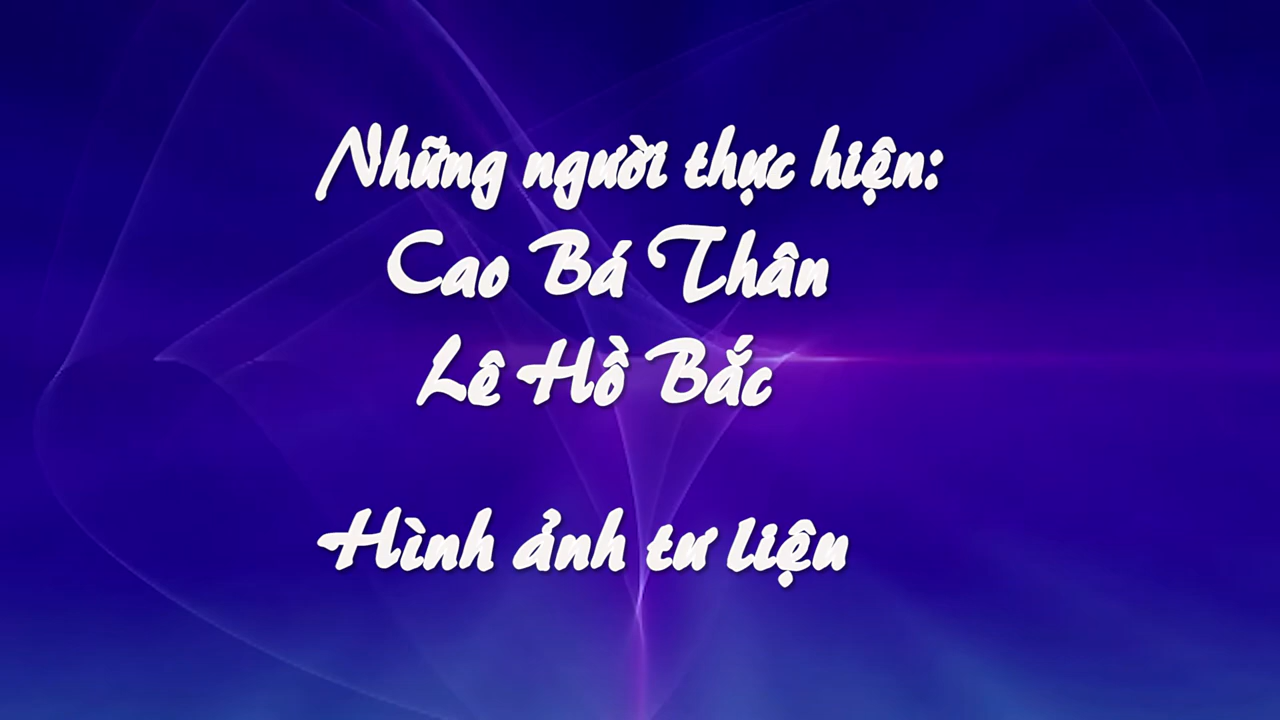 Những người thực hiện:
Cao Bá Thân
Lê Hồ Bắc
Hình ảnh tư liệu